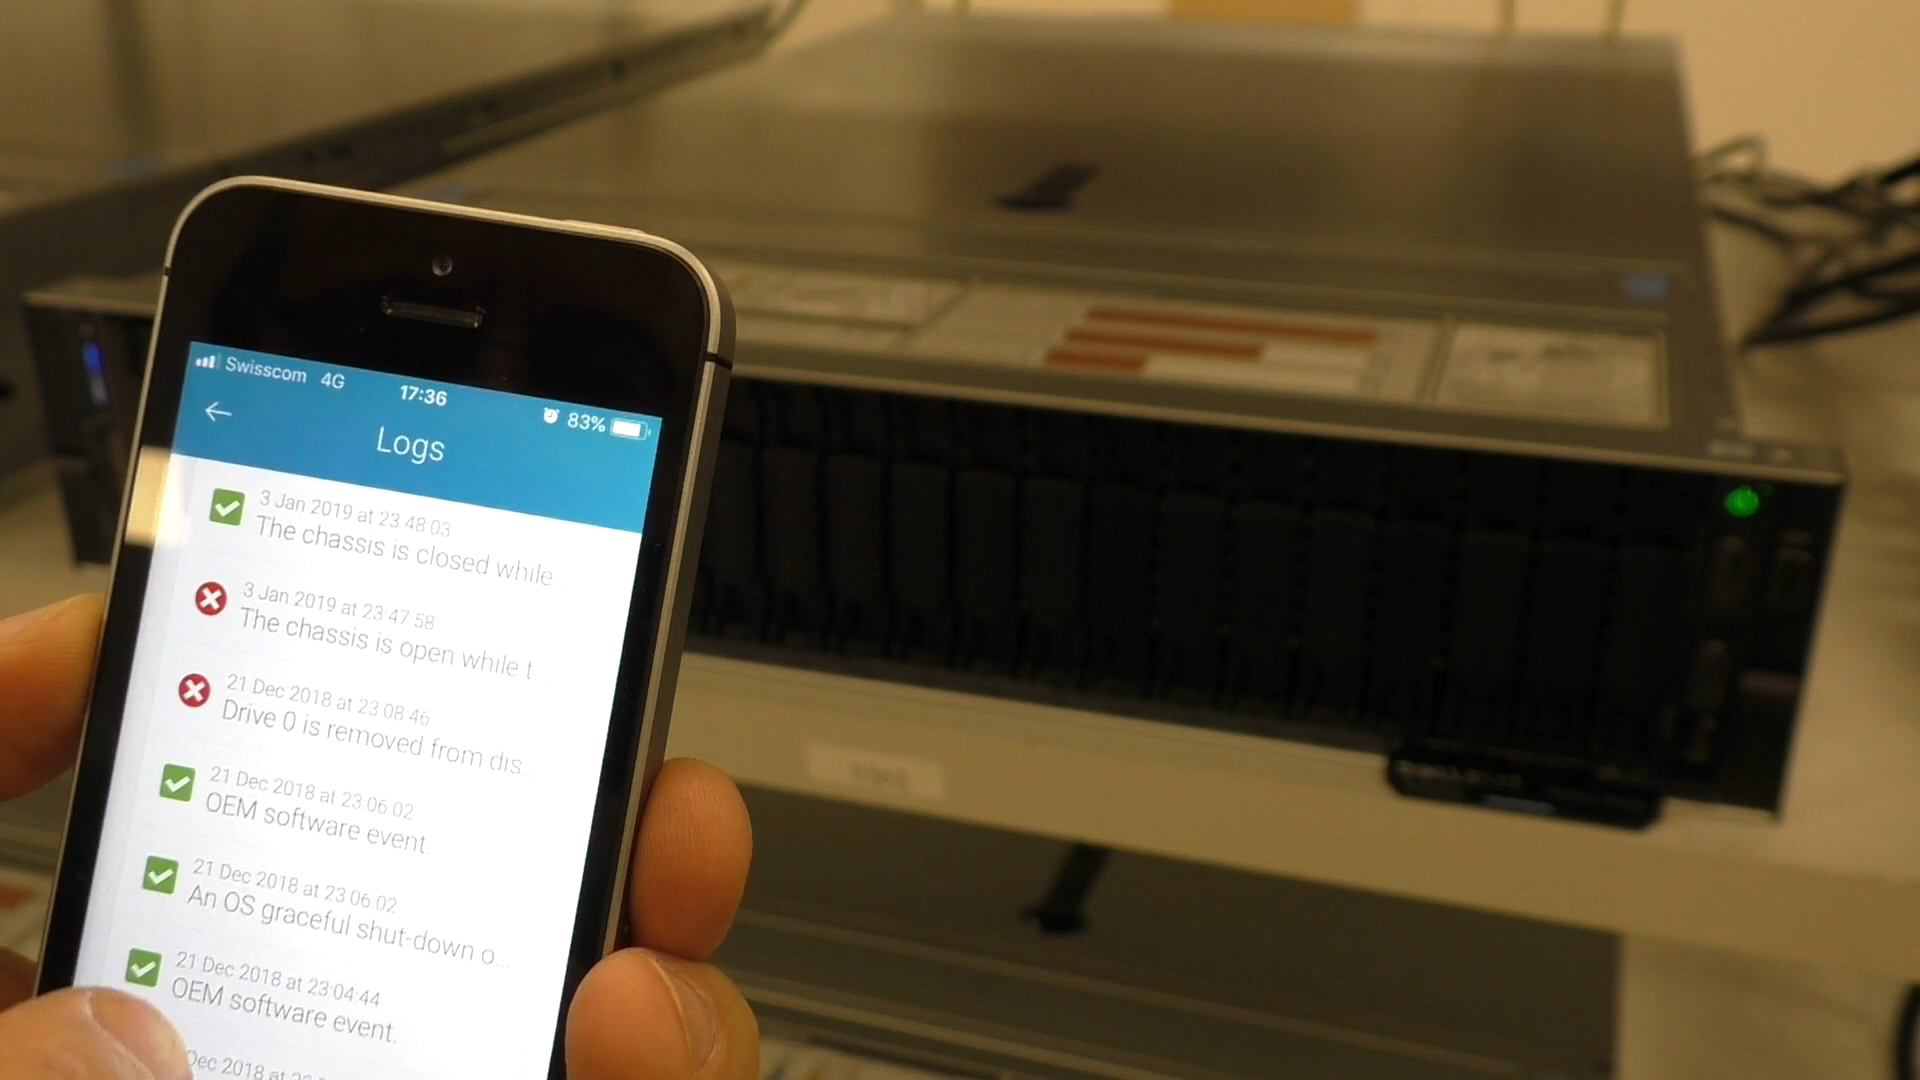 Swisscom 4G 17:36 83%
Logs
3 Jan 2019 at 23:48:03
The chassis is closed while...
3 Jan 2019 at 23:47:58
The chassis is open while t
21 Dec 2018 at 23:08:46
Drive 0 is removed from dis...
21 Dec 2018 at 23:06:02
OEM software event.
21 Dec 2018 at 23:06:02
An OS graceful shut-down o...
21 Dec 2018 at 23:04:44
OEM software event.
Dec 2018 at